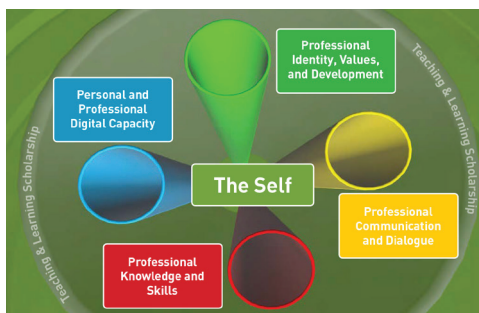 Professional
Identity, Values,
and Development
Personal and
Professional
Digital Capacity
The Self
Professional
Communication
and Dialogue
Professional
Knowledge and
Skills
Teaching & Learning Scholarship
Teaching & Learning Scholarship